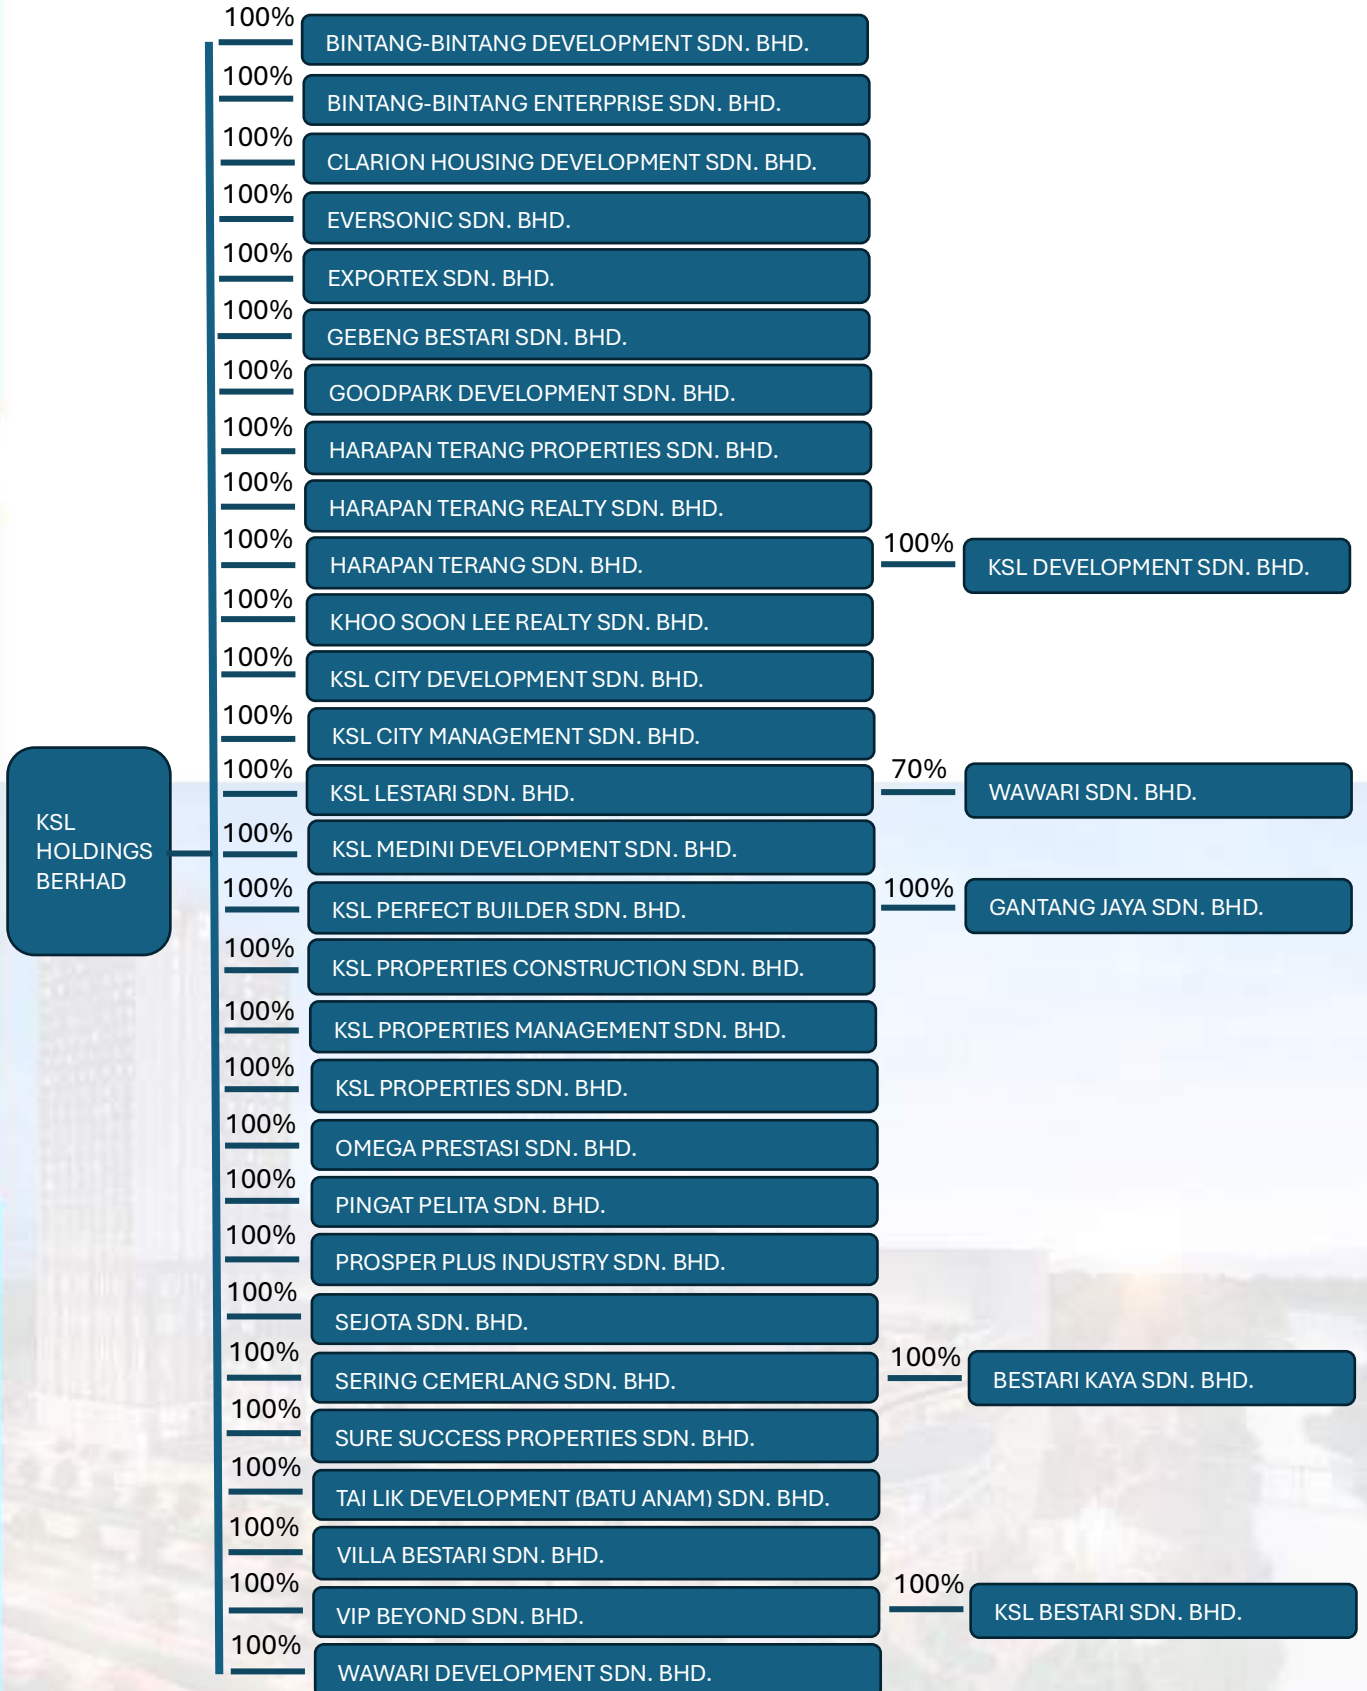 100%
BINTANG-BINTANG DEVELOPMENT SDN. BHD.
100%
BINTANG-BINTANG ENTERPRISE SDN. BHD.
100%
CLARION HOUSING DEVELOPMENT SDN. BHD.
100%
EVERSONIC SDN. BHD.
100%
EXPORTEX SDN. BHD.
100%
GEBENG BESTARI SDN. BHD.
100%
GOODPARK DEVELOPMENT SDN. BHD.
100%
HARAPAN TERANG PROPERTIES SDN. BHD.
100%
HARAPAN TERANG REALTY SDN. BHD.
100%
HARAPAN TERANG SDN. BHD.
100%
KSL DEVELOPMENT SDN. BHD.
100%
KHOO SOON LEE REALTY SDN. BHD.
100%
KSL CITY DEVELOPMENT SDN. BHD.
100%
KSL CITY MANAGEMENT SDN. BHD.
100%
KSL LESTARI SDN. BHD.
70%
WAWARI SDN. BHD.
KSL
HOLDINGS
BERHAD
100%
KSL MEDINI DEVELOPMENT SDN. BHD.
100%
KSL PERFECT BUILDER SDN. BHD.
100%
GANTANG JAYA SDN. BHD.
100%
KSL PROPERTIES CONSTRUCTION SDN. BHD.
100%
KSL PROPERTIES MANAGEMENT SDN. BHD.
100%
KSL PROPERTIES SDN. BHD.
100%
OMEGA PRESTASI SDN. BHD.
100%
PINGAT PELITA SDN. BHD.
100%
PROSPER PLUS INDUSTRY SDN. BHD.
100%
SEJOTA SDN. BHD.
100%
SERING CEMERLANG SDN. BHD.
100%
BESTARI KAYA SDN. BHD.
100%
SURE SUCCESS PROPERTIES SDN. BHD.
100%
TAI LIK DEVELOPMENT (BATU ANAM) SDN. BHD.
100%
VILLA BESTARI SDN. BHD.
100%
VIP BEYOND SDN. BHD.
100%
KSL BESTARI SDN. BHD.
100%
WAWARI DEVELOPMENT SDN. BHD.